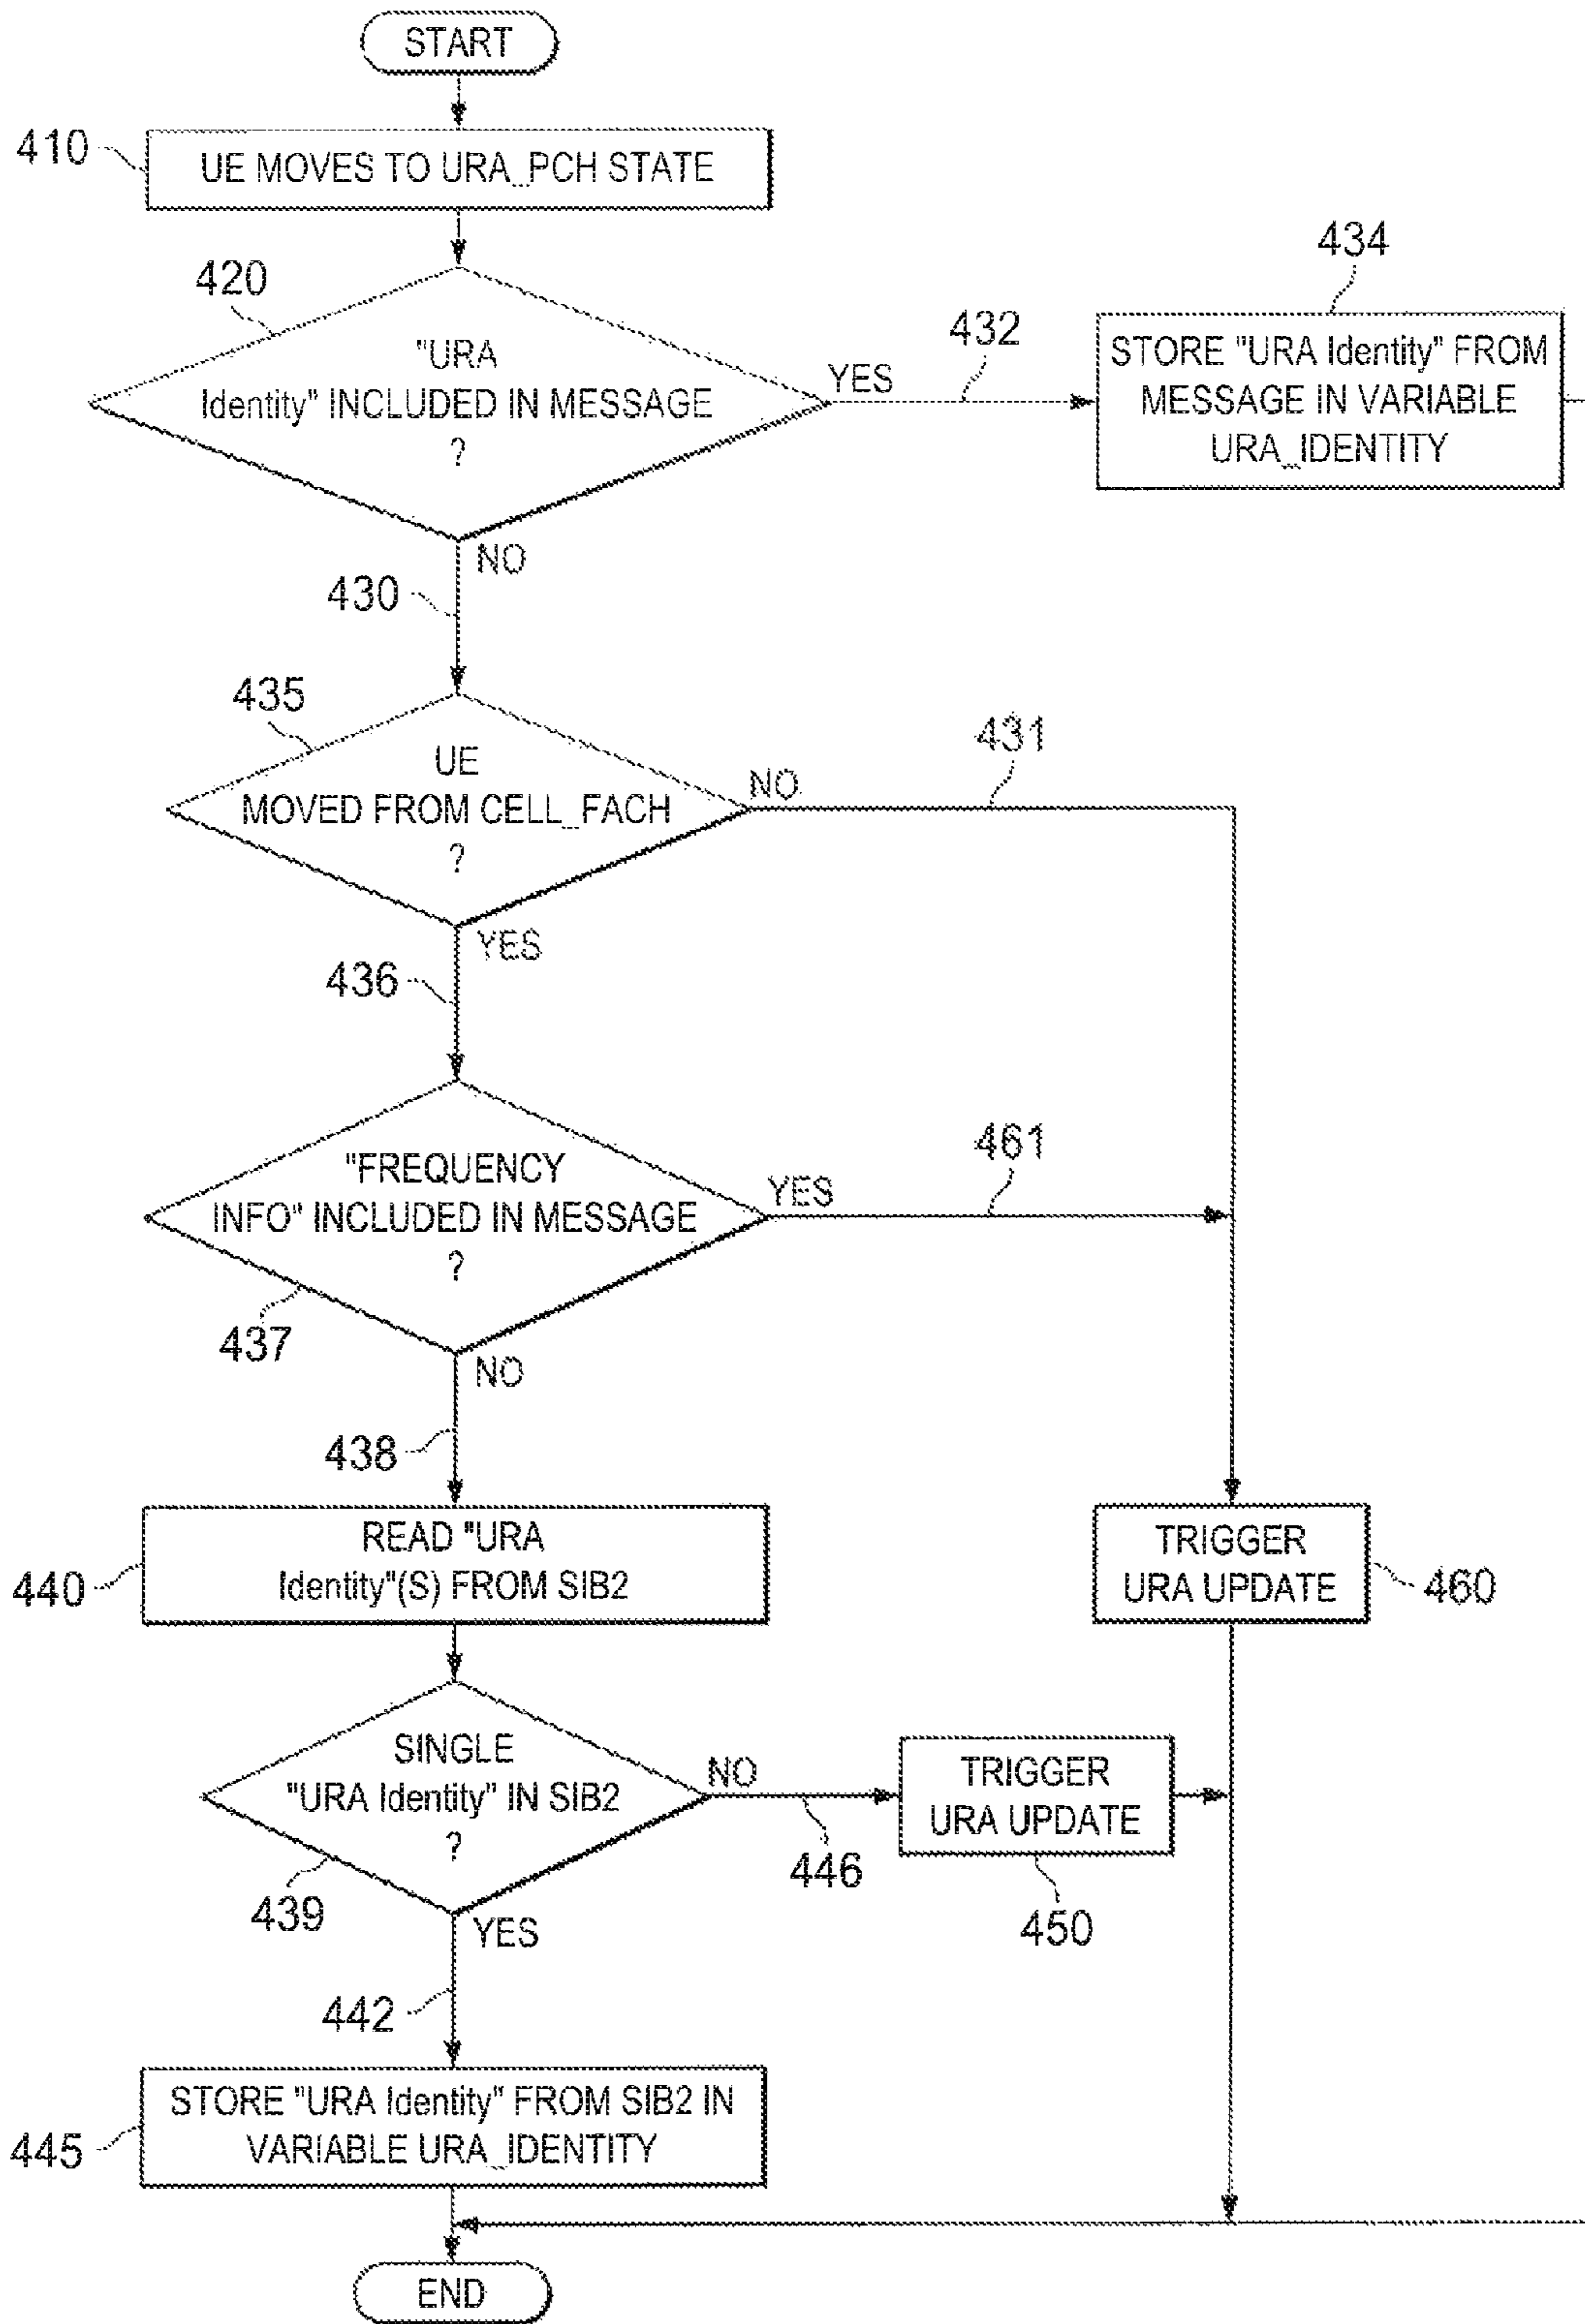 START
410
UE MOVES TO URA_PCH STATE
420
"URA
Identity" INCLUDED IN MESSAGE
?
YES
432
434
STORE "URA Identity" FROM
MESSAGE IN VARIABLE
URA_IDENTITY
NO
430
435
UE
MOVED FROM CELL_FACH
?
NO
431
YES
436
"FREQUENCY
INFO" INCLUDED IN MESSAGE
?
YES
461
437
NO
438
440
READ "URA
Identity"(S) FROM SIB2
TRIGGER
URA UPDATE
460
SINGLE
"URA Identity" IN SIB2
?
NO
446
TRIGGER
URA UPDATE
450
439
YES
442
445
STORE "URA Identity" FROM SIB2 IN
VARIABLE URA_IDENTITY
END